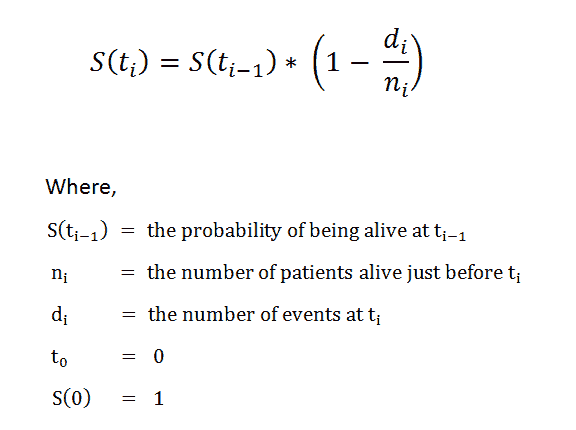 S(tᵢ) = S(tᵢ₋₁) * (1 − dᵢ/nᵢ)
Where,
S(tᵢ₋₁) = the probability of being alive at tᵢ₋₁
nᵢ = the number of patients alive just before tᵢ
dᵢ = the number of events at tᵢ
t₀ = 0
S(0) = 1